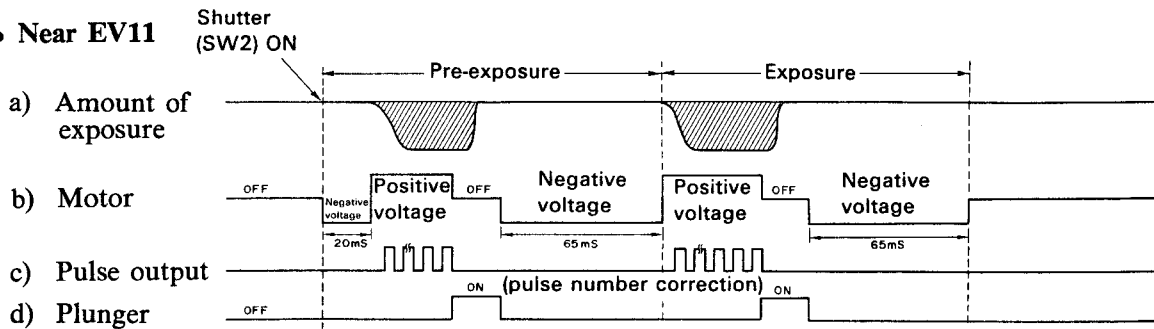 • Near EV11
Shutter
(SW2) ON
Pre-exposure
Exposure
a) Amount of
exposure
b) Motor
OFF
Negative
voltage
Positive
voltage
OFF
Negative
voltage
Positive
voltage
OFF
Negative
voltage
20mS
65mS
65mS
c) Pulse output
(pulse number correction)
d) Plunger
OFF
ON
ON